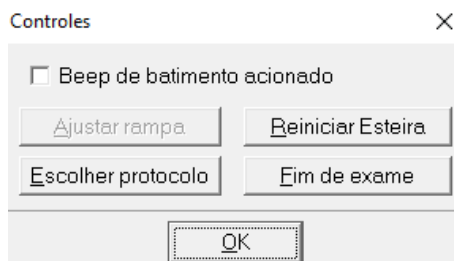 Controles
Beep de batimento acionado
Ajustar rampa
Reiniciar Esteira
Escolher protocolo
Fim de exame
OK